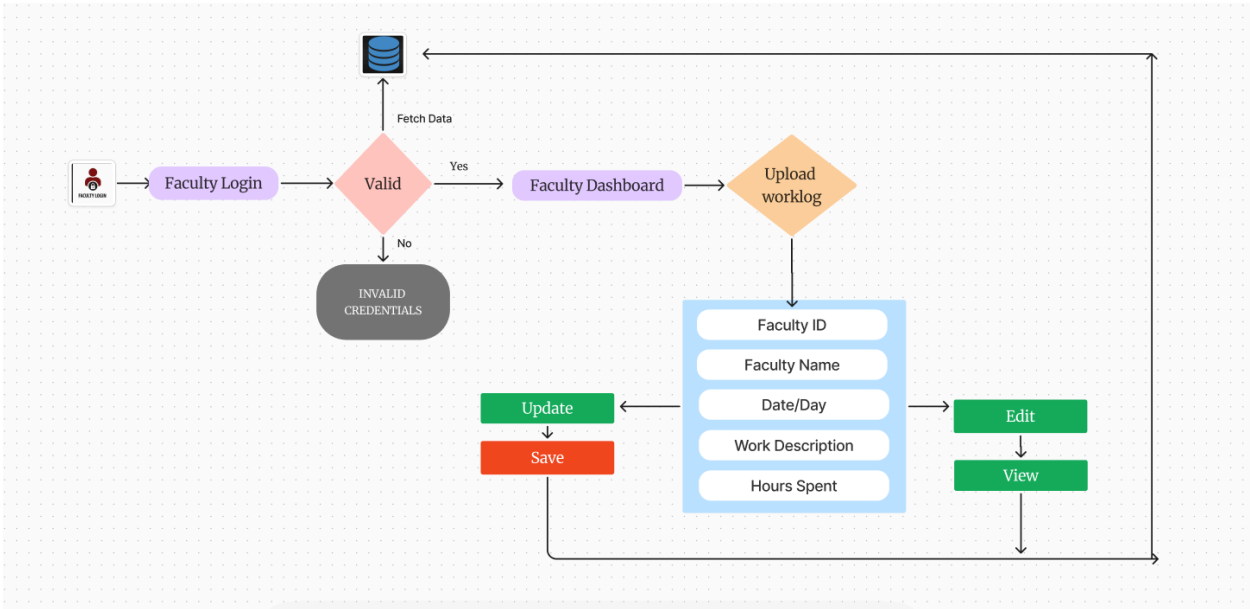 Fetch Data
FACULTY LOGIN
Faculty Login
Valid
Yes
Faculty Dashboard
Upload
worklog
No
INVALID
CREDENTIALS
Faculty ID
Faculty Name
Date/Day
Work Description
Hours Spent
Update
Save
Edit
View